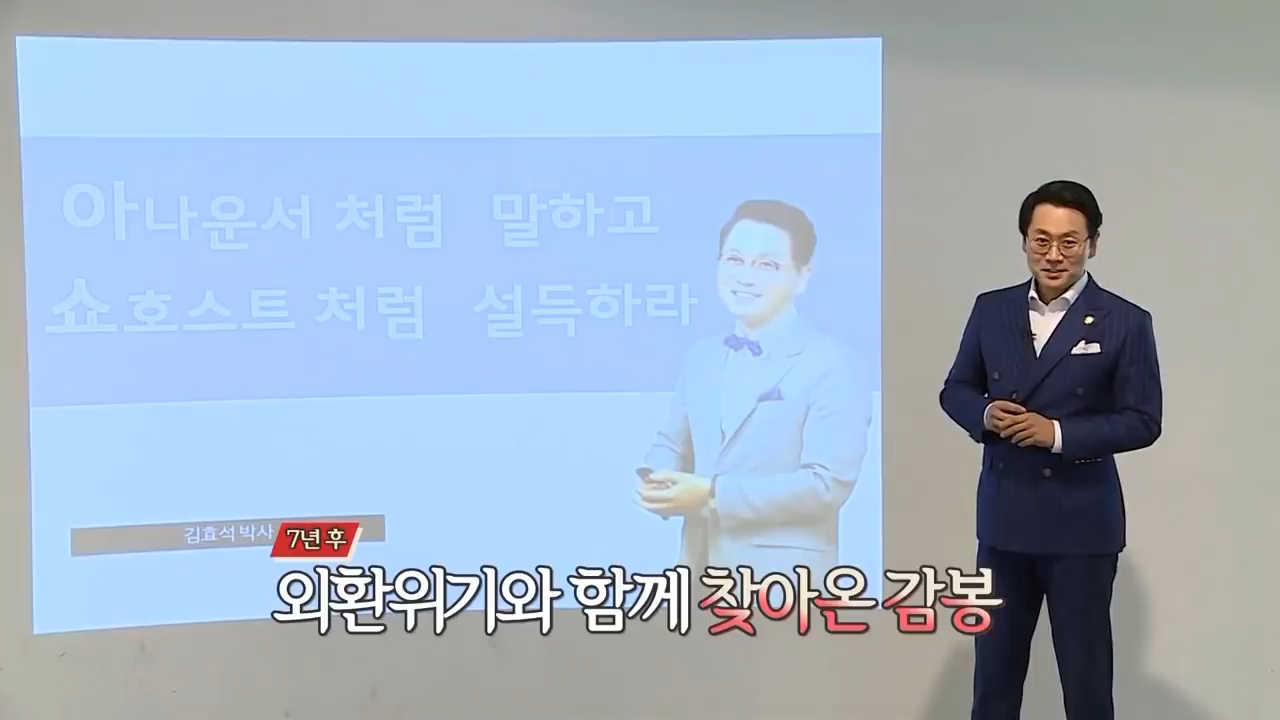 아나운서 처럼 말하고
쇼호스트 처럼 설득하라
김효석 박사
7년 후
외환위기와 함께 찾아온 감봉